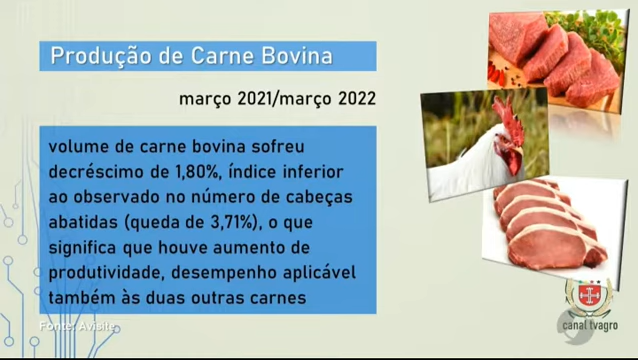 Produção de Carne Bovina
março 2021/março 2022
volume de carne bovina sofreu
decréscimo de 1,80%, índice inferior
ao observado no número de cabeças
abatidas (queda de 3,71%), o que
significa que houve aumento de
produtividade, desempenho aplicável
também às duas outras carnes
Fonte: Avisite
canal tvagro